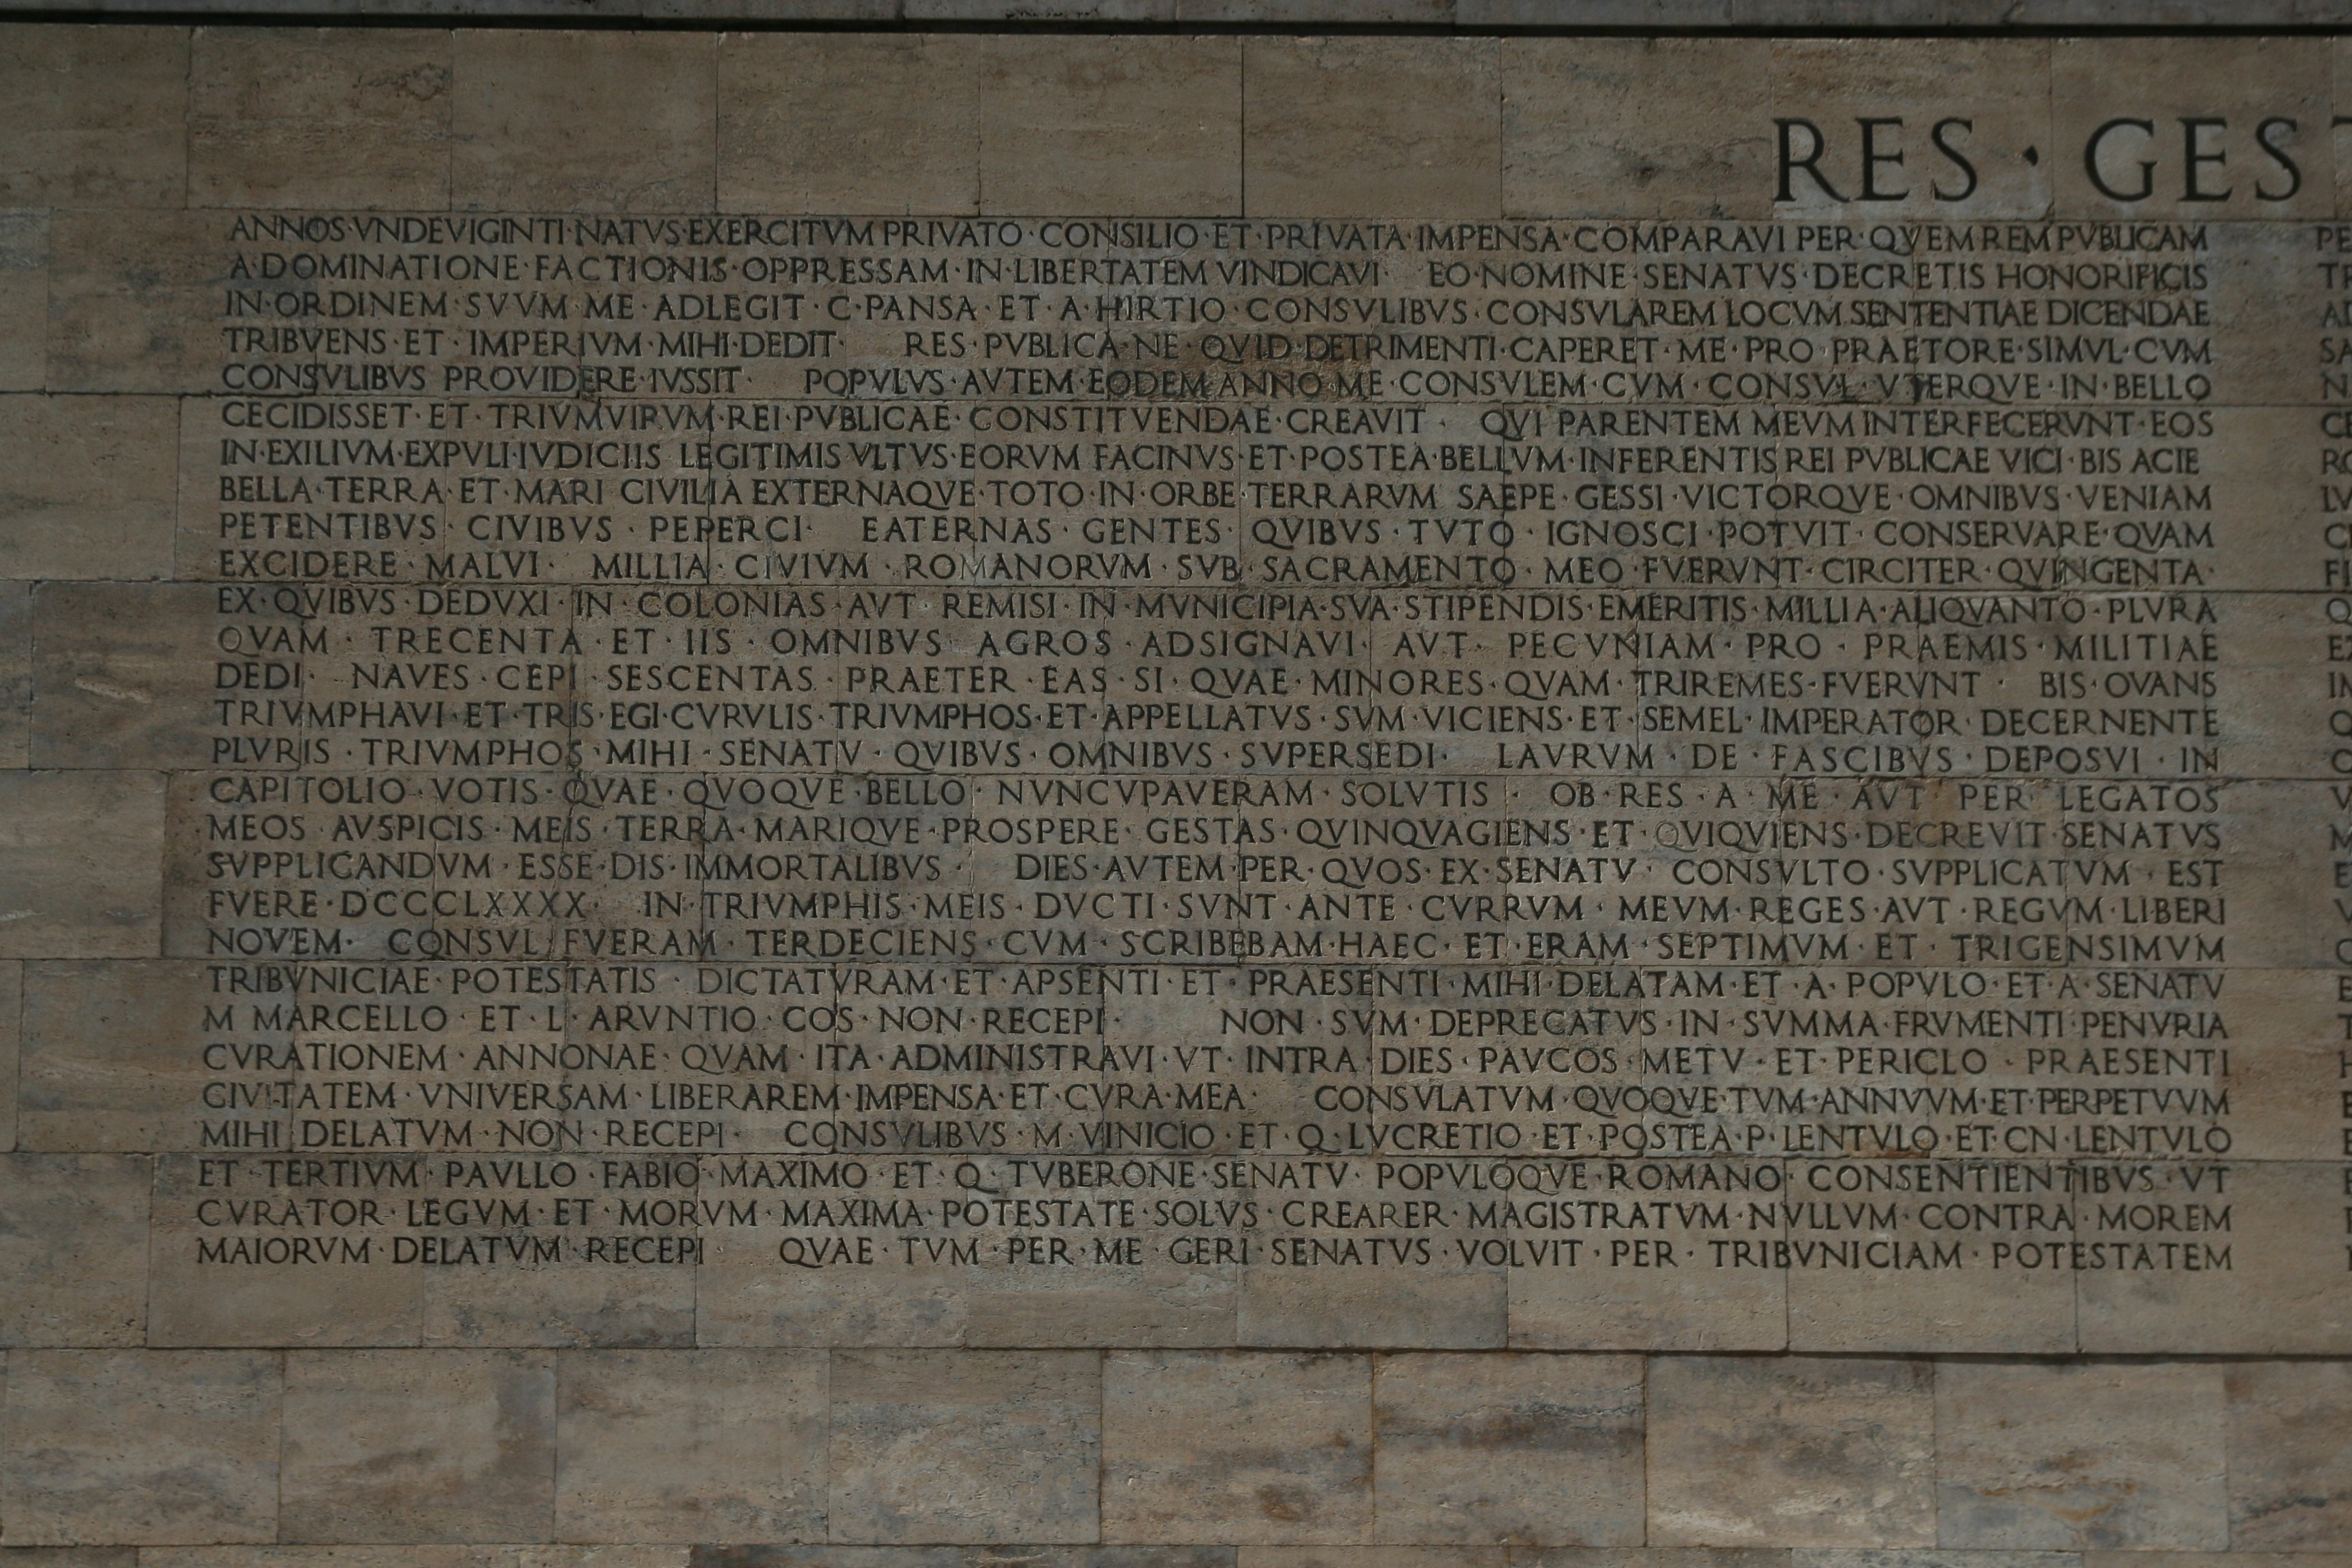 RES · GES
ANNOS·VNDEVIGINTI·NATVS·EXERCITVM PRIVATO·CONSILIO·ET·PRIVATA·IMPENSA·COMPARAVI PER·QVEM REM PVBLICAM
A·DOMINATIONE·FACTIONIS·OPPRESSAM·IN·LIBERTATEM VINDICAVI· EO·NOMINE·SENATVS·DECRETIS HONORIFICIS
IN·ORDINEM·SVVM·ME·ADLEGIT·C·PANSA·ET·A·HIRTIO·CONSVLIBVS·CONSVLAREM LOCVM SENTENTIAE DICENDAE
TRIBVENS·ET·IMPERIVM·MIHI·DEDIT· RES·PVBLICA·NE·QVID·DETRIMENTI·CAPERET·ME·PRO PRAETORE·SIMVL·CVM
CONSVLIBVS PROVIDERE·IVSSIT· POPVLVS·AVTEM·EODEM ANNO·ME·CONSVLEM·CVM·CONSVL·VTERQVE·IN·BELLO
CECIDISSET·ET·TRIVMVIRVM·REI·PVBLICAE·CONSTITVENDAE·CREAVIT· QVI PARENTEM MEVM INTERFECERVNT·EOS
IN·EXILIVM·EXPVLI·IVDICIIS LEGITIMIS VLTVS·EORVM FACINVS·ET·POSTEA·BELLVM·INFERENTIS REI PVBLICAE VICI·BIS ACIE
BELLA·TERRA·ET·MARI CIVILIA EXTERNAQVE·TOTO·IN·ORBE·TERRARVM SAEPE·GESSI·VICTORQVE·OMNIBVS·VENIAM
PETENTIBVS·CIVIBVS·PEPERCI· EATERNAS·GENTES·QVIBVS·TVTO·IGNOSCI·POTVIT·CONSERVARE·QVAM
EXCIDERE·MALVI· MILLIA·CIVIVM·ROMANORVM·SVB·SACRAMENTO·MEO·FVERVNT·CIRCITER·QVINGENTA·
EX·QVIBVS·DEDVXI·IN·COLONIAS·AVT·REMISI·IN·MVNICIPIA·SVA·STIPENDIS·EMERITIS·MILLIA·ALIQVANTO·PLVRA
QVAM·TRECENTA·ET·IIS·OMNIBVS·AGROS·ADSIGNAVI·AVT·PECVNIAM·PRO·PRAEMIS·MILITIAE
DEDI· NAVES·CEPI·SESCENTAS·PRAETER·EAS·SI·QVAE·MINORES·QVAM·TRIREMES·FVERVNT· BIS·OVANS
TRIVMPHAVI·ET·TRIS·EGI·CVRVLIS·TRIVMPHOS·ET·APPELLATVS·SVM·VICIENS·ET·SEMEL·IMPERATOR·DECERNENTE
PLVRIS·TRIVMPHOS·MIHI·SENATV·QVIBVS·OMNIBVS·SVPERSEDI· LAVRVM·DE·FASCIBVS·DEPOSVI·IN
CAPITOLIO·VOTIS·QVAE·QVOQVE·BELLO·NVNCVPAVERAM·SOLVTIS· OB·RES·A·ME·AVT PER LEGATOS
MEOS AVSPICIS·MEIS·TERRA·MARIQVE·PROSPERE·GESTAS·QVINQVAGIENS·ET·QVIQVIENS·DECREVIT·SENATVS
SVPPLICANDVM·ESSE·DIS·IMMORTALIBVS· DIES·AVTEM·PER·QVOS·EX·SENATV·CONSVLTO·SVPPLICATVM·EST
FVERE·DCCCLXXXX· IN·TRIVMPHIS·MEIS·DVCTI·SVNT·ANTE·CVRRVM·MEVM·REGES·AVT·REGVM·LIBERI
NOVEM· CONSVL·FVERAM·TERDECIENS·CVM·SCRIBEBAM·HAEC·ET·ERAM·SEPTIMVM·ET·TRIGENSIMVM
TRIBVNICIAE·POTESTATIS· DICTATVRAM·ET·APSENTI·ET·PRAESENTI·MIHI·DELATAM·ET·A·POPVLO·ET·A·SENATV
M MARCELLO·ET·L·ARVNTIO·COS·NON·RECEPI· NON·SVM·DEPRECATVS·IN·SVMMA·FRVMENTI·PENVRIA
CVRATIONEM·ANNONAE·QVAM·ITA·ADMINISTRAVI·VT·INTRA·DIES·PAVCOS·METV·ET·PERICLO·PRAESENTI
CIVITATEM·VNIVERSAM·LIBERAREM·IMPENSA·ET·CVRA·MEA· CONSVLATVM·QVOQVE·TVM·ANNVVM·ET·PERPETVVM
MIHI DELATVM·NON·RECEPI· CONSVLIBVS·M·VINICIO·ET·Q·LVCRETIO·ET·POSTEA·P·LENTVLO·ET·CN·LENTVLO
ET·TERTIVM·PAVLLO·FABIO·MAXIMO·ET·Q·TVBERONE·SENATV·POPVLOQVE·ROMANO·CONSENTIENTIBVS·VT
CVRATOR·LEGVM·ET·MORVM·MAXIMA·POTESTATE·SOLVS·CREARER·MAGISTRATVM·NVLLVM·CONTRA·MOREM
MAIORVM·DELATVM·RECEPI QVAE·TVM·PER·ME·GERI·SENATVS·VOLVIT·PER·TRIBVNICIAM·POTESTATEM